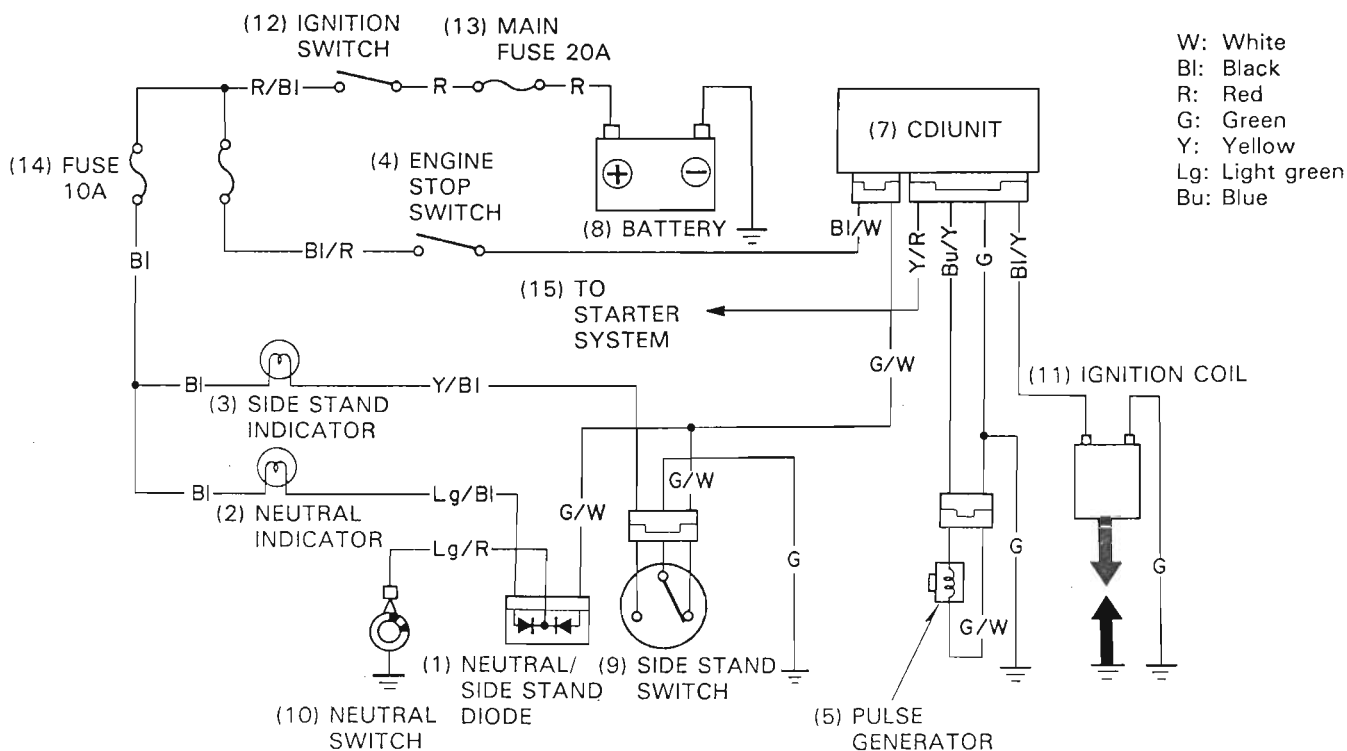 (12) IGNITION
SWITCH
(13) MAIN
FUSE 20A
W: White
Bl: Black
R: Red
G: Green
Y: Yellow
Lg: Light green
Bu: Blue
R/Bl
R
R
(7) CDIUNIT
(14) FUSE
10A
(4) ENGINE
STOP
SWITCH
+
−
(8) BATTERY
Bl/W
Bl
Bl/R
Y/R
Bu/Y
G
Bl/Y
(15) TO
STARTER
SYSTEM
G/W
Bl
Y/Bl
(3) SIDE STAND
INDICATOR
(11) IGNITION COIL
Bl
Lg/Bl
G/W
G/W
(2) NEUTRAL
INDICATOR
Lg/R
G
G
G
G/W
(1) NEUTRAL/
SIDE STAND
DIODE
(9) SIDE STAND
SWITCH
(10) NEUTRAL
SWITCH
(5) PULSE
GENERATOR